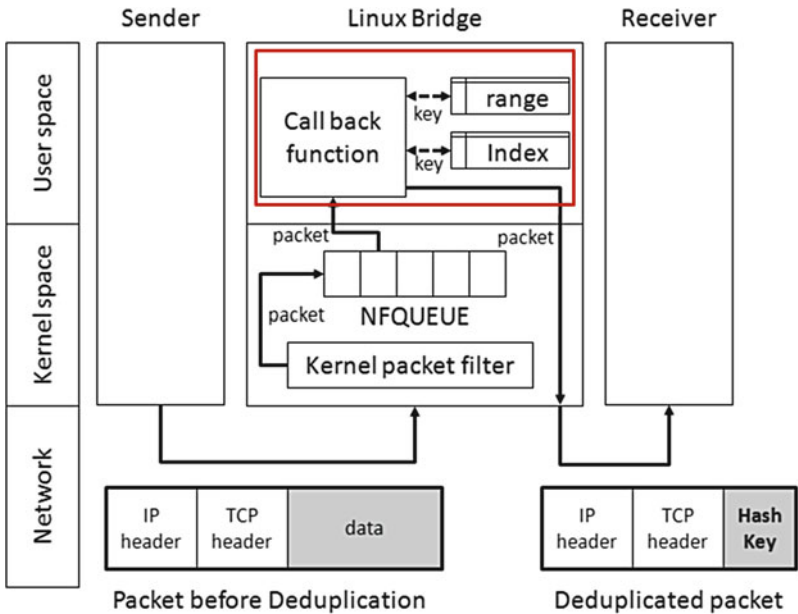 Sender
Linux Bridge
Receiver
User space
Call back
function
key
range
key
Index
Kernel space
packet
packet
packet
NFQUEUE
Kernel packet filter
Network
IP
header
TCP
header
data
IP
header
TCP
header
Hash
Key
Packet before Deduplication
Deduplicated packet